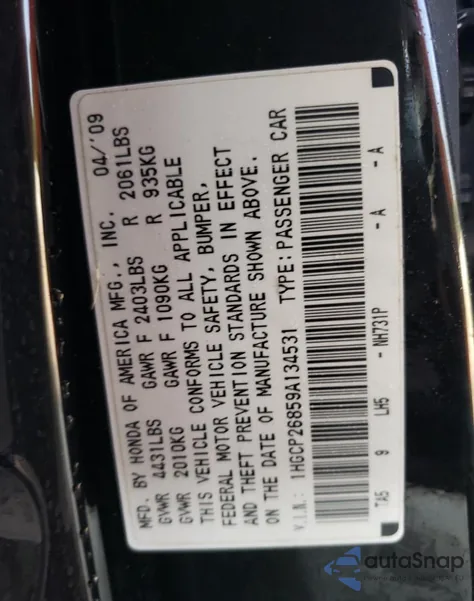 MFD. BY HONDA OF AMERICA MFG., INC. 04/'09
GVWR 4431LBS GAWR F 2403LBS R 2061LBS
GVWR 2010KG GAWR F 1090KG R 935KG
THIS VEHICLE CONFORMS TO ALL APPLICABLE
FEDERAL MOTOR VEHICLE SAFETY, BUMPER,
AND THEFT PREVENTION STANDARDS IN EFFECT
ON THE DATE OF MANUFACTURE SHOWN ABOVE.
V.I.N.: 1HGCP26859A134531 TYPE:PASSENGER CAR
TA5 9 LH5 -NH731P -A -A
autoSnap